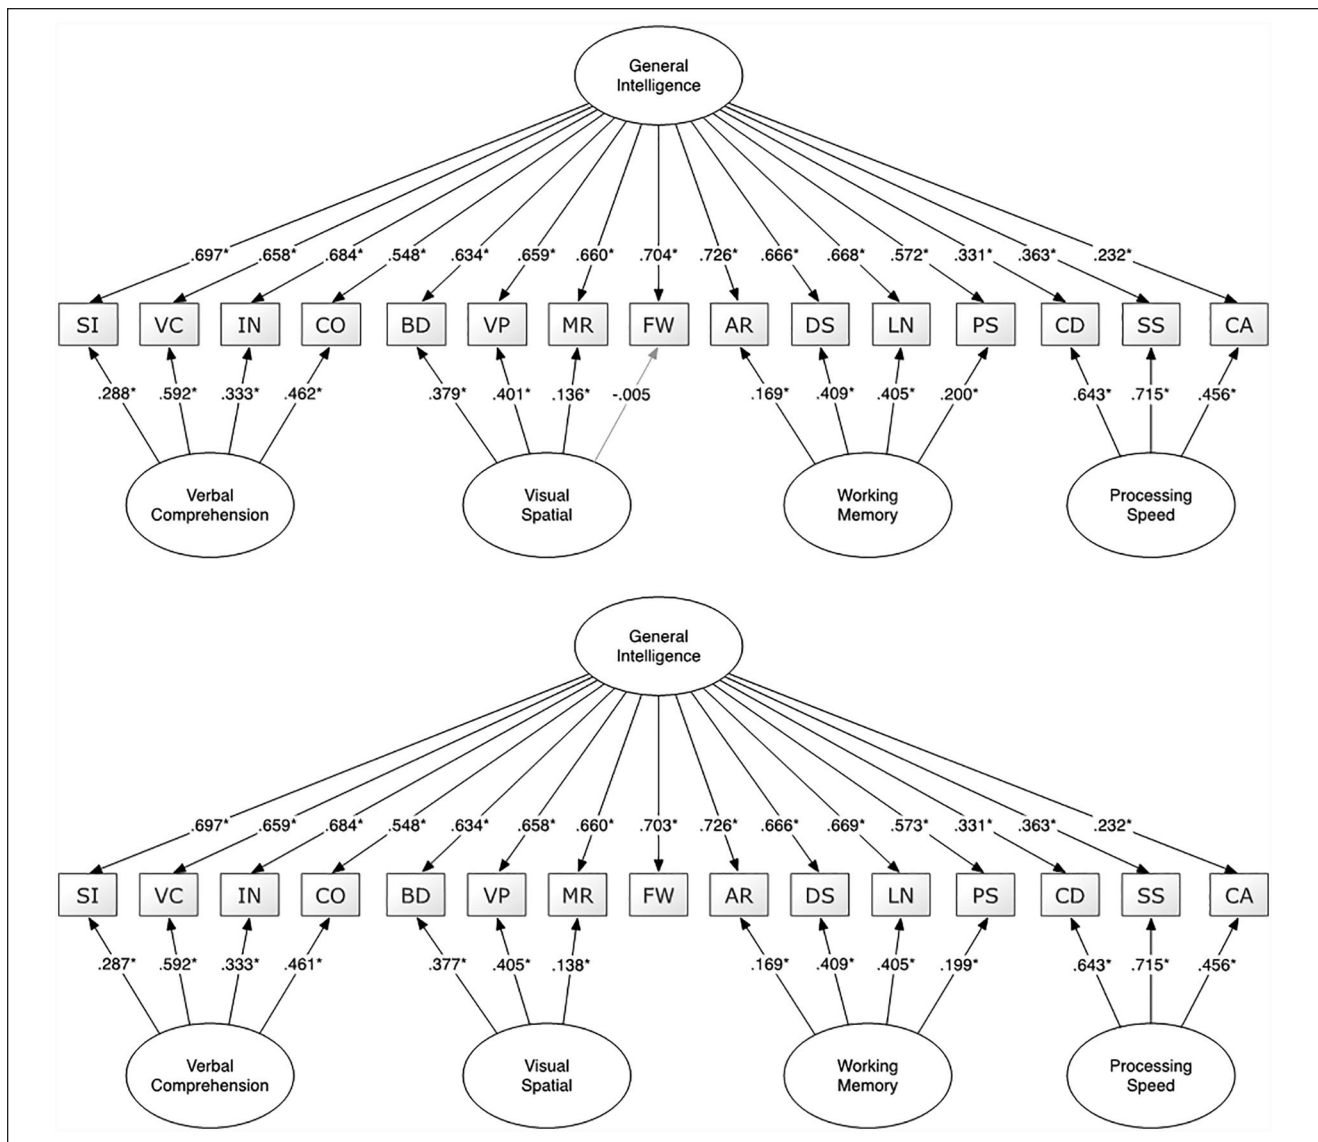 General
Intelligence
.697* .658* .684* .548* .634* .659* .660* .704* .726* .666* .668* .572* .331* .363* .232*
SI VC IN CO BD VP MR FW AR DS LN PS CD SS CA
.288* .592* .333* .462* .379* .401* .136* -.005 .169* .409* .405* .200* .643* .715* .456*
Verbal Visual Working Processing
Comprehension Spatial Memory Speed
General
Intelligence
.697* .659* .684* .548* .634* .658* .660* .703* .726* .666* .669* .573* .331* .363* .232*
SI VC IN CO BD VP MR FW AR DS LN PS CD SS CA
.287* .592* .333* .461* .377* .405* .138* .169* .409* .405* .199* .643* .715* .456*
Verbal Visual Working Processing
Comprehension Spatial Memory Speed